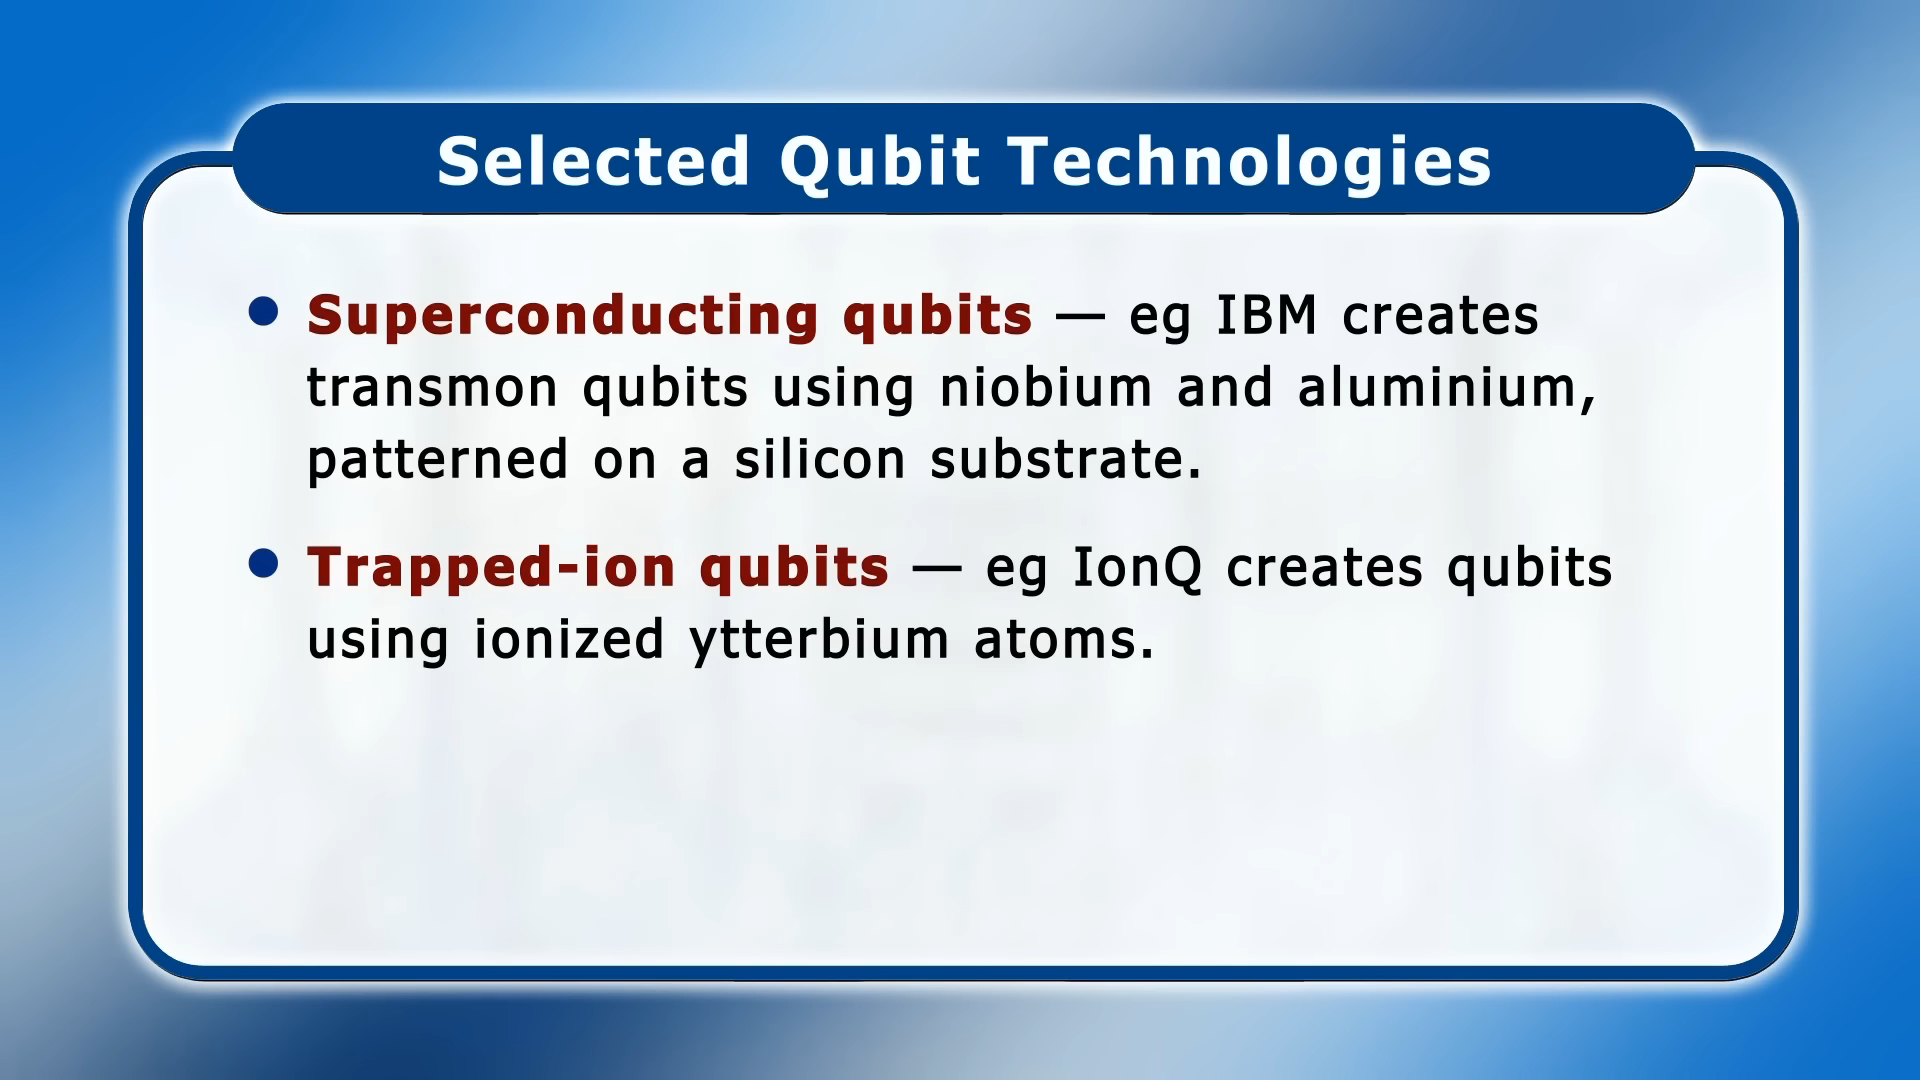 Selected Qubit Technologies
• Superconducting qubits — eg IBM creates
transmon qubits using niobium and aluminium,
patterned on a silicon substrate.
• Trapped-ion qubits — eg IonQ creates qubits
using ionized ytterbium atoms.